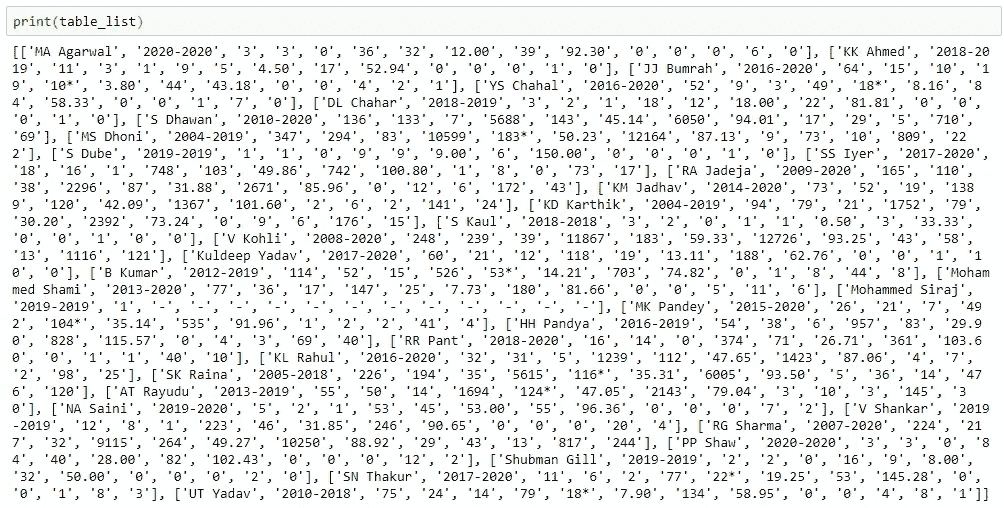 print(table_list)
[['MA Agarwal', '2020-2020', '3', '3', '0', '36', '32', '12.00', '39', '92.30', '0', '0', '0', '6', '0'], ['KK Ahmed', '2018-20
19', '11', '3', '1', '9', '5', '4.50', '17', '52.94', '0', '0', '0', '1', '0'], ['JJ Bumrah', '2016-2020', '64', '15', '10', '1
9', '10*', '3.80', '44', '43.18', '0', '0', '4', '2', '1'], ['YS Chahal', '2016-2020', '52', '9', '3', '49', '18*', '8.16', '8
4', '58.33', '0', '0', '1', '7', '0'], ['DL Chahar', '2018-2019', '3', '2', '1', '18', '12', '18.00', '22', '81.81', '0', '0',
'0', '1', '0'], ['S Dhawan', '2010-2020', '136', '133', '7', '5688', '143', '45.14', '6050', '94.01', '17', '29', '5', '710',
'69'], ['MS Dhoni', '2004-2019', '347', '294', '83', '10599', '183*', '50.23', '12164', '87.13', '9', '73', '10', '809', '22
2'], ['S Dube', '2019-2019', '1', '1', '0', '9', '9', '9.00', '6', '150.00', '0', '0', '0', '1', '0'], ['SS Iyer', '2017-2020',
'18', '16', '1', '748', '103', '49.86', '742', '100.80', '1', '8', '0', '73', '17'], ['RA Jadeja', '2009-2020', '165', '110',
'38', '2296', '87', '31.88', '2671', '85.96', '0', '12', '6', '172', '43'], ['KM Jadhav', '2014-2020', '73', '52', '19', '138
9', '120', '42.09', '1367', '101.60', '2', '6', '2', '141', '24'], ['KD Karthik', '2004-2019', '94', '79', '21', '1752', '79',
'30.20', '2392', '73.24', '0', '9', '6', '176', '15'], ['S Kaul', '2018-2018', '3', '2', '0', '1', '1', '0.50', '3', '33.33',
'0', '0', '1', '0', '0'], ['V Kohli', '2008-2020', '248', '239', '39', '11867', '183', '59.33', '12726', '93.25', '43', '58',
'13', '1116', '121'], ['Kuldeep Yadav', '2017-2020', '60', '21', '12', '118', '19', '13.11', '188', '62.76', '0', '0', '1', '1
0', '0'], ['B Kumar', '2012-2019', '114', '52', '15', '526', '53*', '14.21', '703', '74.82', '0', '1', '8', '44', '8'], ['Moham
med Shami', '2013-2020', '77', '36', '17', '147', '25', '7.73', '180', '81.66', '0', '0', '5', '11', '6'], ['Mohammed Siraj',
'2019-2019', '1', '-', '-', '-', '-', '-', '-', '-', '-', '-', '-', '-', '-'], ['MK Pandey', '2015-2020', '26', '21', '7', '49
2', '104*', '35.14', '535', '91.96', '1', '2', '2', '41', '4'], ['HH Pandya', '2016-2019', '54', '38', '6', '957', '83', '29.9
0', '828', '115.57', '0', '4', '3', '69', '40'], ['RR Pant', '2018-2020', '16', '14', '0', '374', '71', '26.71', '361', '103.6
0', '0', '1', '1', '40', '10'], ['KL Rahul', '2016-2020', '32', '31', '5', '1239', '112', '47.65', '1423', '87.06', '4', '7',
'2', '98', '25'], ['SK Raina', '2005-2018', '226', '194', '35', '5615', '116*', '35.31', '6005', '93.50', '5', '36', '14', '47
6', '120'], ['AT Rayudu', '2013-2019', '55', '50', '14', '1694', '124*', '47.05', '2143', '79.04', '3', '10', '3', '145', '3
0'], ['NA Saini', '2019-2020', '5', '2', '1', '53', '45', '53.00', '55', '96.36', '0', '0', '0', '7', '2'], ['V Shankar', '2019
-2019', '12', '8', '1', '223', '46', '31.85', '246', '90.65', '0', '0', '0', '20', '4'], ['RG Sharma', '2007-2020', '224', '21
7', '32', '9115', '264', '49.27', '10250', '88.92', '29', '43', '13', '817', '244'], ['PP Shaw', '2020-2020', '3', '3', '0', '8
4', '40', '28.00', '82', '102.43', '0', '0', '0', '12', '2'], ['Shubman Gill', '2019-2019', '2', '2', '0', '16', '9', '8.00',
'32', '50.00', '0', '0', '0', '2', '0'], ['SN Thakur', '2017-2020', '11', '6', '2', '77', '22*', '19.25', '53', '145.28', '0',
'0', '1', '8', '3'], ['UT Yadav', '2010-2018', '75', '24', '14', '79', '18*', '7.90', '134', '58.95', '0', '0', '4', '8', '1']]